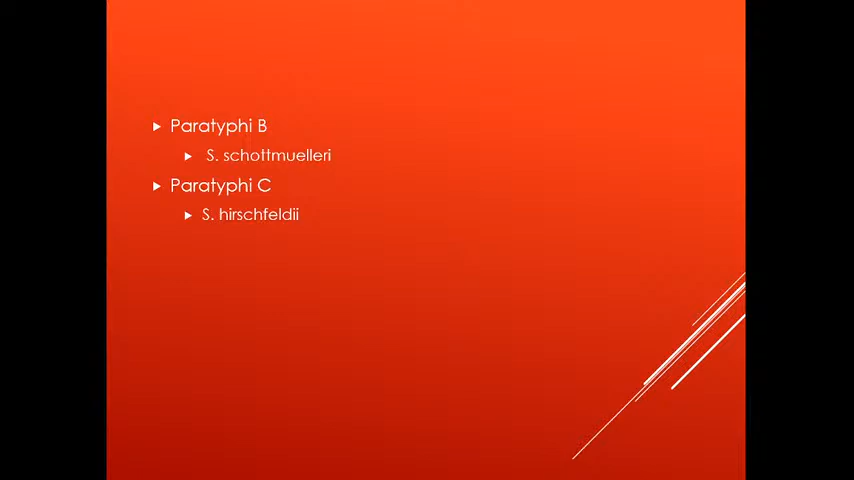 Paratyphi B
S. schottmuelleri
Paratyphi C
S. hirschfeldii